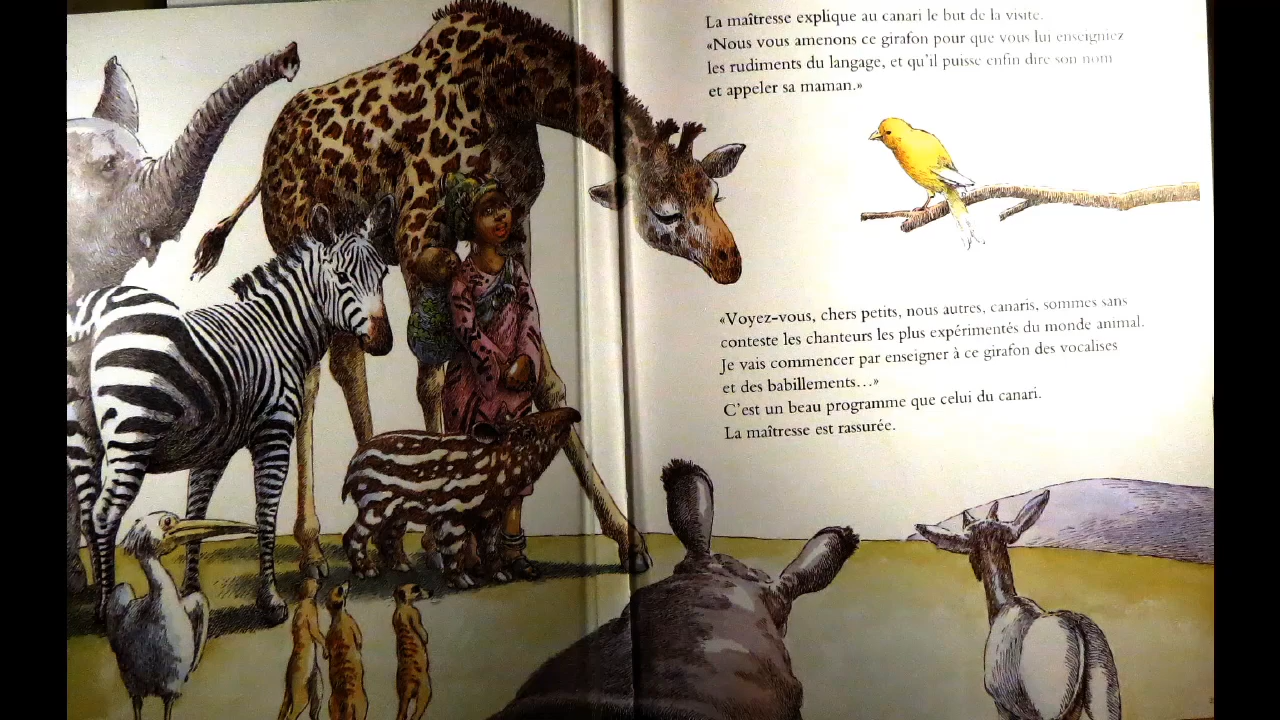 La maîtresse explique au canari le but de la visite.
«Nous vous amenons ce girafon pour que vous lui enseigniez
les rudiments du langage, et qu'il puisse enfin dire son nom
et appeler sa maman.»
«Voyez-vous, chers petits, nous autres, canaris, sommes sans
conteste les chanteurs les plus expérimentés du monde animal.
Je vais commencer par enseigner à ce girafon des vocalises
et des babillements...»
C'est un beau programme que celui du canari.
La maîtresse est rassurée.